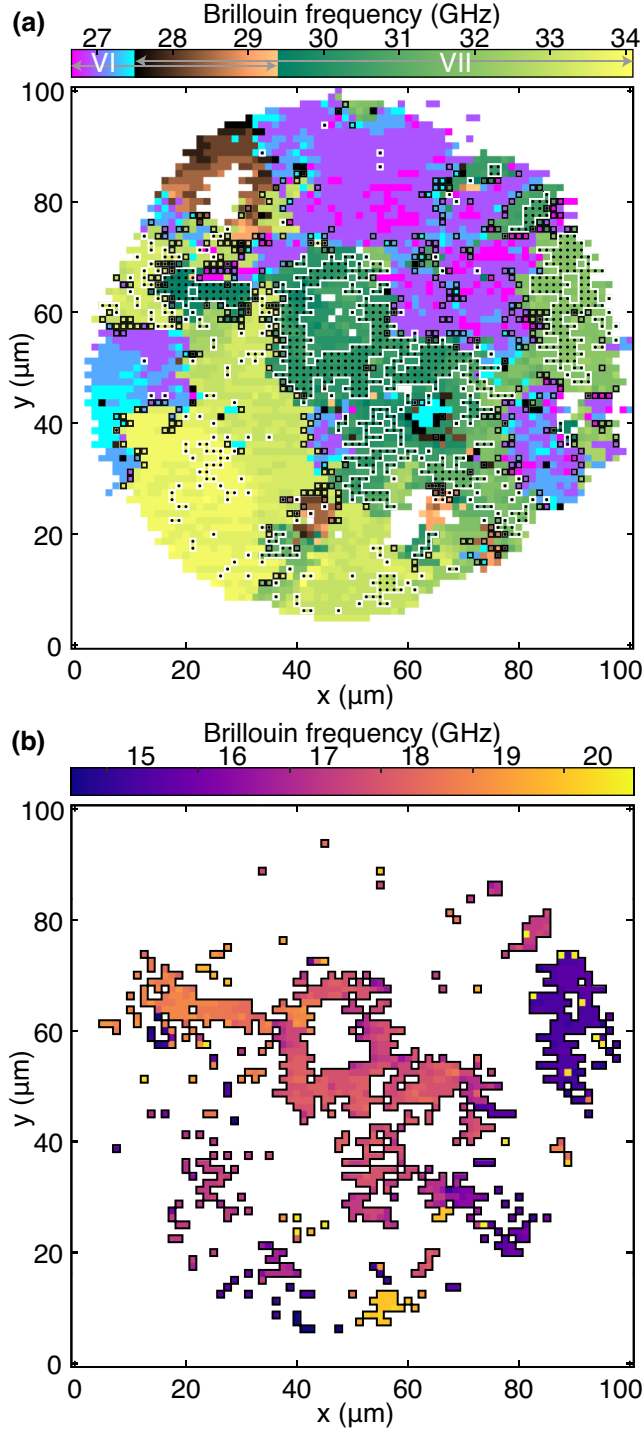 (a) Brillouin frequency (GHz)
27 28 29 30 31 32 33 34
VI VII
100
80
60
40
20
0
y (µm)
0 20 40 60 80 100
x (µm)
(b) Brillouin frequency (GHz)
15 16 17 18 19 20
100
80
60
40
20
0
y (µm)
0 20 40 60 80 100
x (µm)